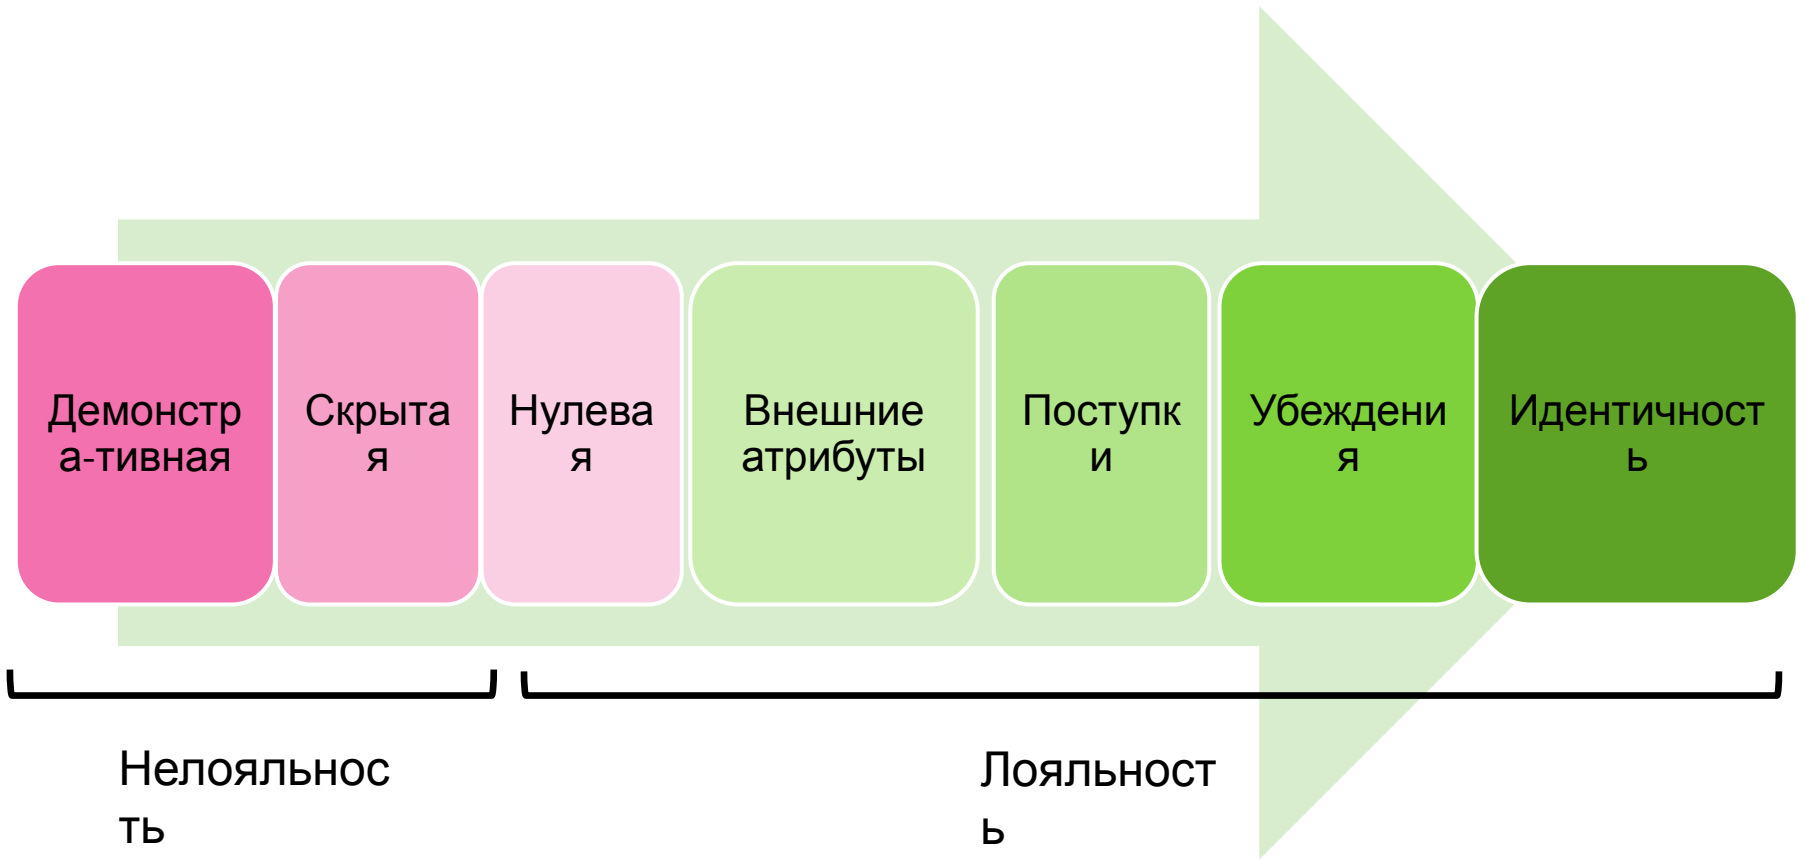 Демонстр
а-тивная
Скрыта
я
Нулева
я
Внешние
атрибуты
Поступк
и
Убеждени
я
Идентичност
ь
Нелояльнос
ть
Лояльност
ь